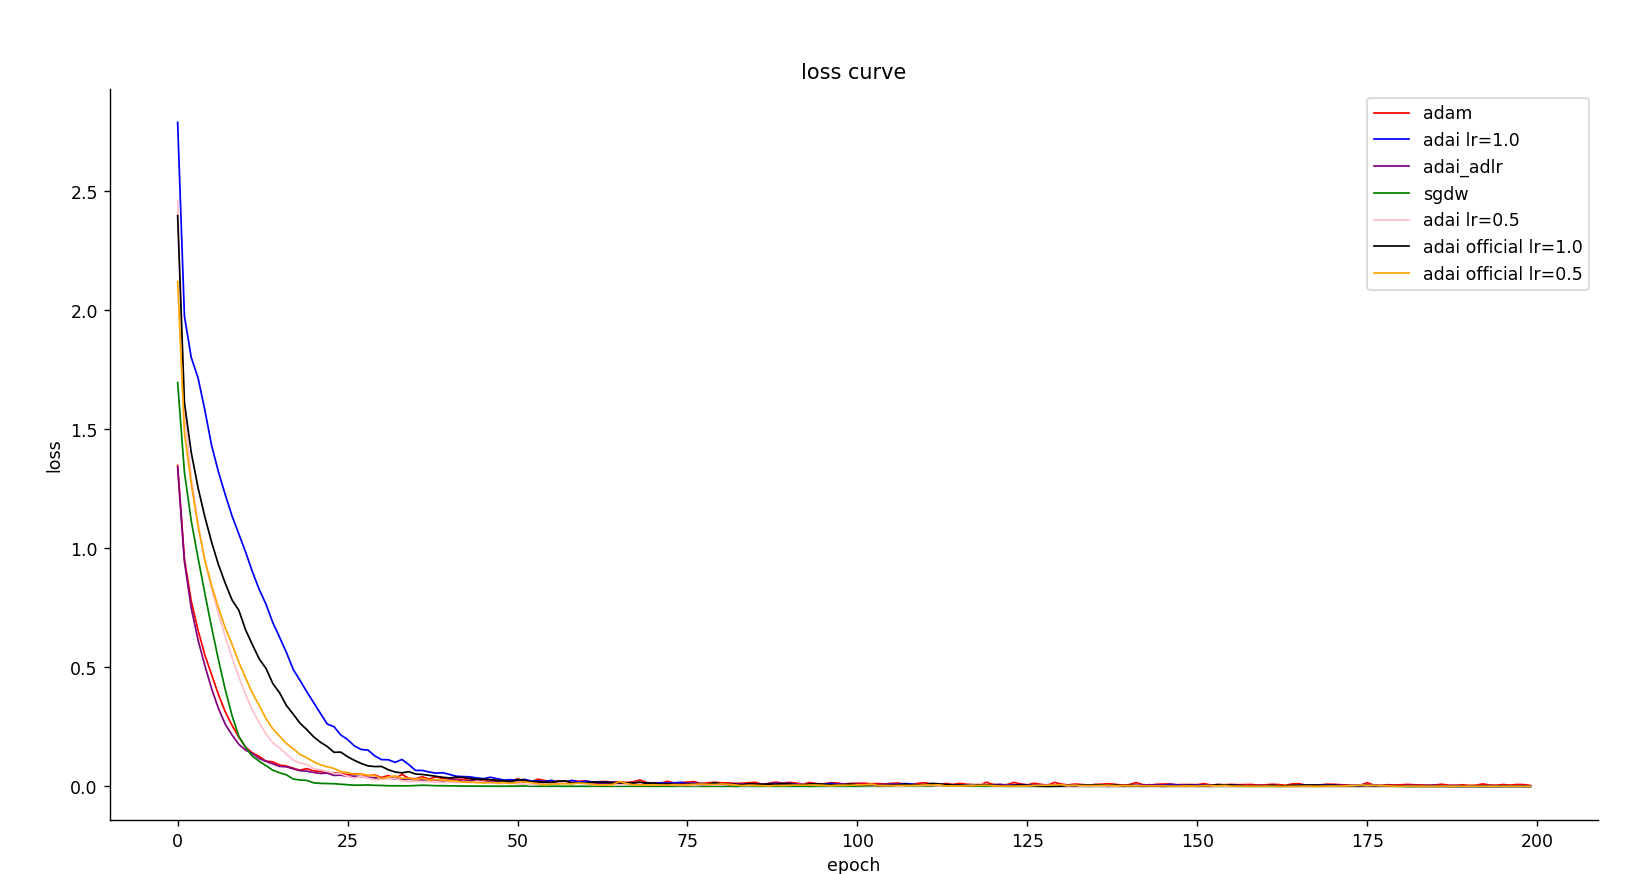 loss curve
adam
adai lr=1.0
adai_adlr
sgdw
adai lr=0.5
adai official lr=1.0
adai official lr=0.5
loss
2.5
2.0
1.5
1.0
0.5
0.0
0 25 50 75 100 125 150 175 200
epoch